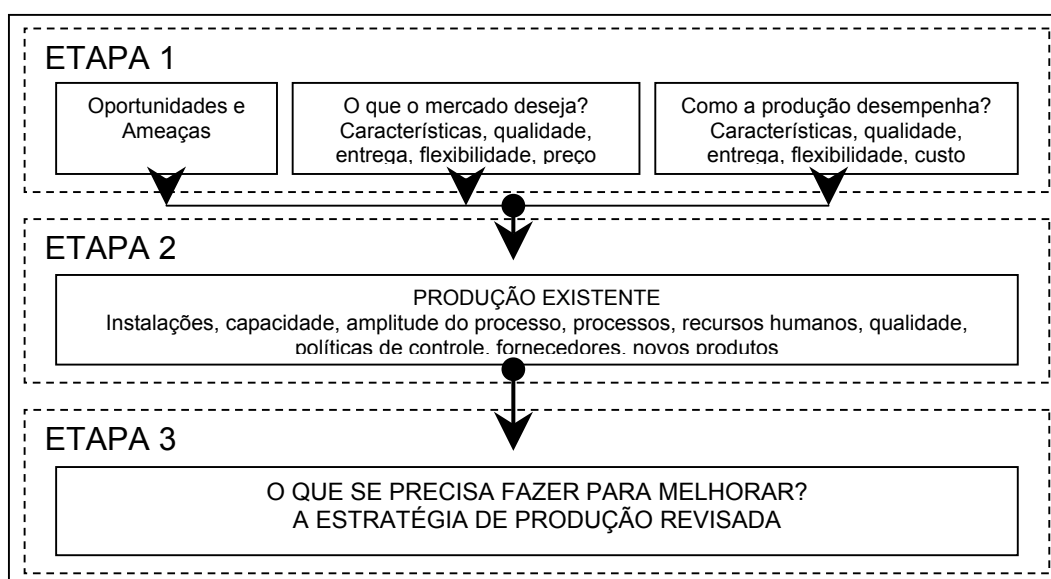 ETAPA 1
Oportunidades e
Ameaças
O que o mercado deseja?
Características, qualidade,
entrega, flexibilidade, preço
Como a produção desempenha?
Características, qualidade,
entrega, flexibilidade, custo
ETAPA 2
PRODUÇÃO EXISTENTE
Instalações, capacidade, amplitude do processo, processos, recursos humanos, qualidade,
políticas de controle, fornecedores, novos produtos
ETAPA 3
O QUE SE PRECISA FAZER PARA MELHORAR?
A ESTRATÉGIA DE PRODUÇÃO REVISADA